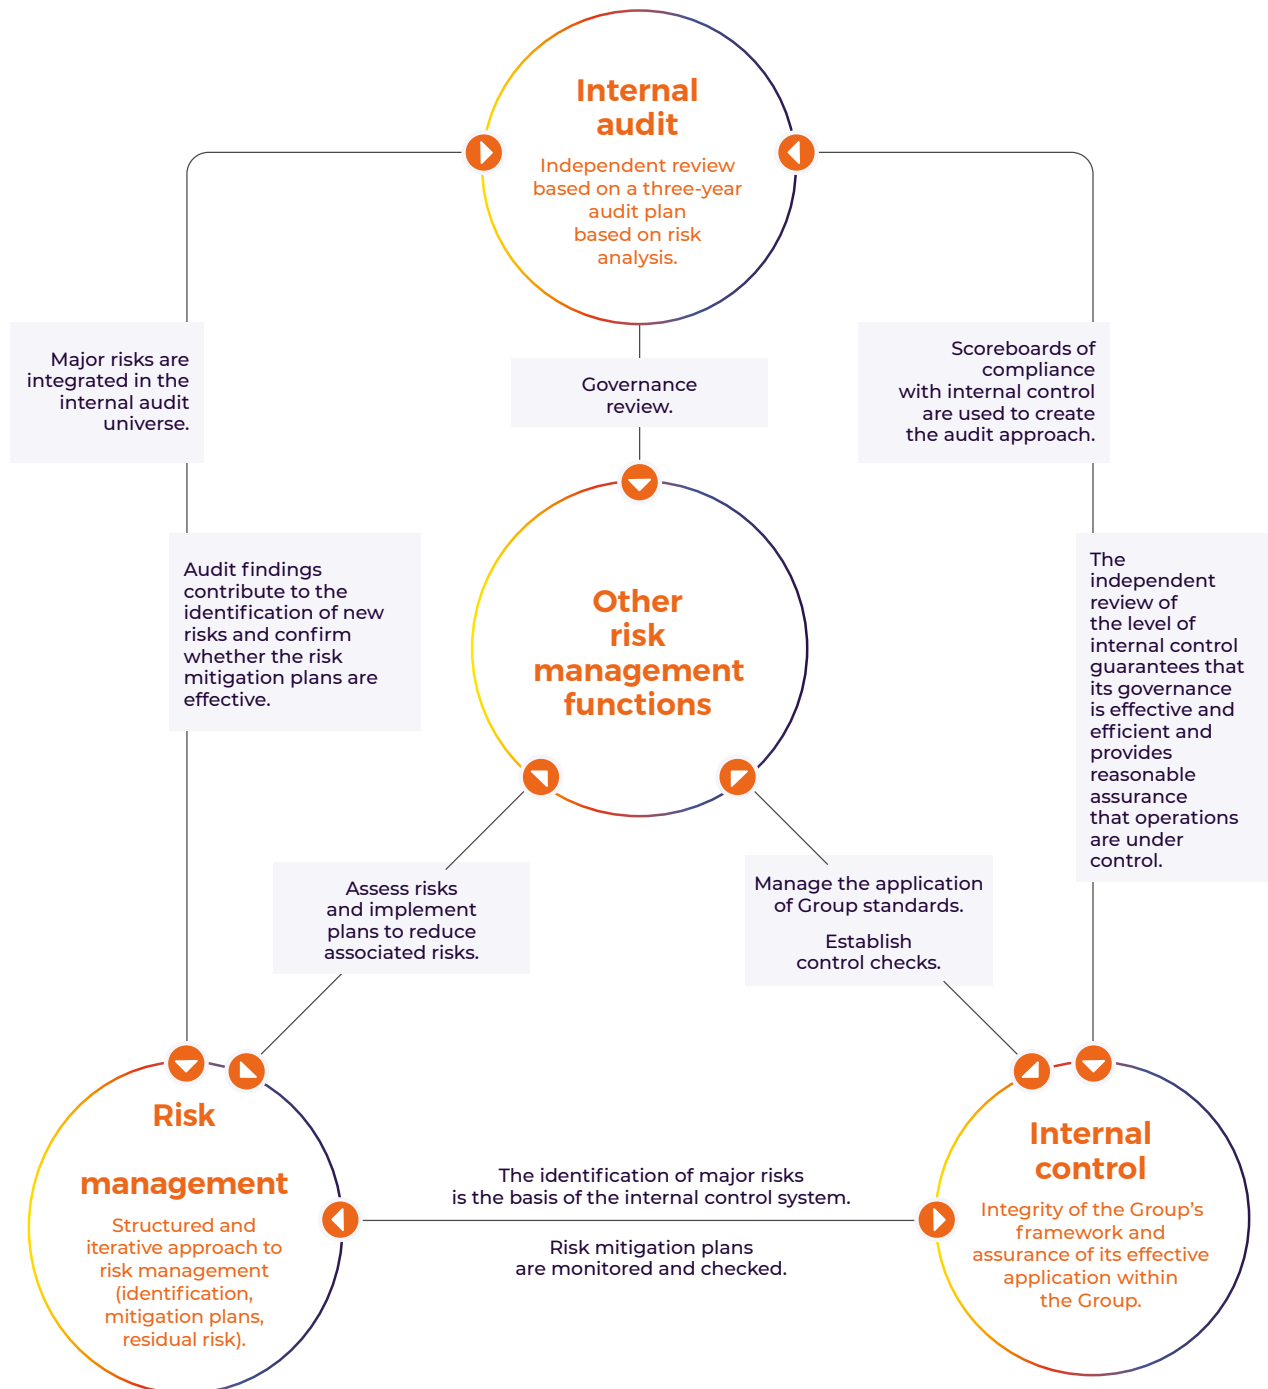 Internal
audit
Independent review
based on a three-year
audit plan
based on risk
analysis.
Major risks are
integrated in the
internal audit
universe.
Governance
review.
Scoreboards of
compliance
with internal control
are used to create
the audit approach.
Audit findings
contribute to the
identification of new
risks and confirm
whether the risk
mitigation plans are
effective.
Other
risk
management
functions
The
independent
review of
the level of
internal control
guarantees that
its governance
is effective and
efficient and
provides
reasonable
assurance
that operations
are under
control.
Assess risks
and implement
plans to reduce
associated risks.
Manage the application
of Group standards.
Establish
control checks.
Risk
management
Structured and
iterative approach to
risk management
(identification,
mitigation plans,
residual risk).
The identification of major risks
is the basis of the internal control system.
Risk mitigation plans
are monitored and checked.
Internal
control
Integrity of the Group’s
framework and
assurance of its effective
application within
the Group.